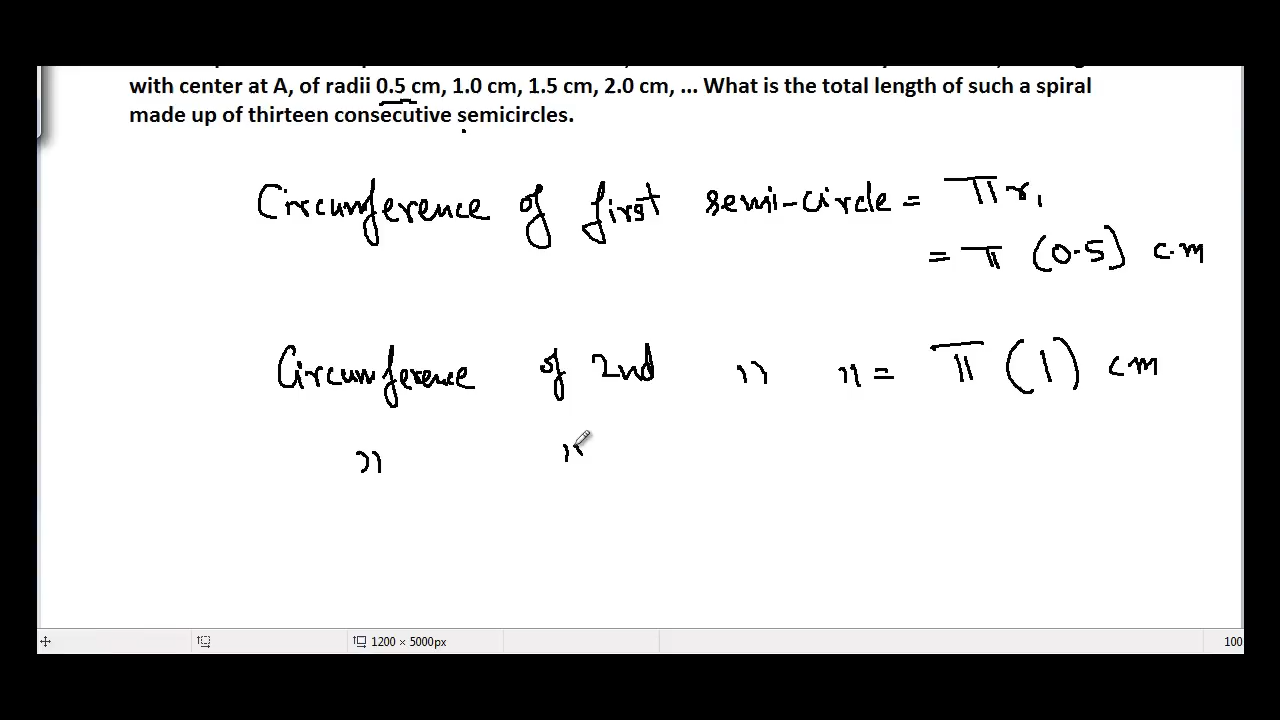 with center at A, of radii 0.5 cm, 1.0 cm, 1.5 cm, 2.0 cm, ... What is the total length of such a spiral
made up of thirteen consecutive semicircles.
Circumference of first semi-circle = πr₁
= π (0.5) c.m
Circumference of 2nd " " = π (1) cm
" "
1200 × 5000px
100